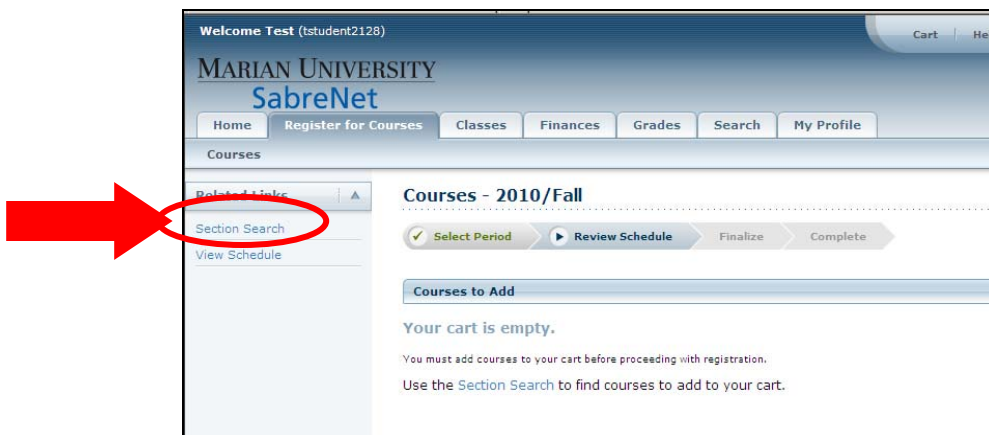 Welcome Test (tstudent2128)
Cart
MARIAN UNIVERSITY
SabreNet
Home Register for Courses Classes Finances Grades Search My Profile
Courses
Related Links
Section Search
View Schedule
Courses - 2010/Fall
Select Period Review Schedule Finalize Complete
Courses to Add
Your cart is empty.
You must add courses to your cart before proceeding with registration.
Use the Section Search to find courses to add to your cart.